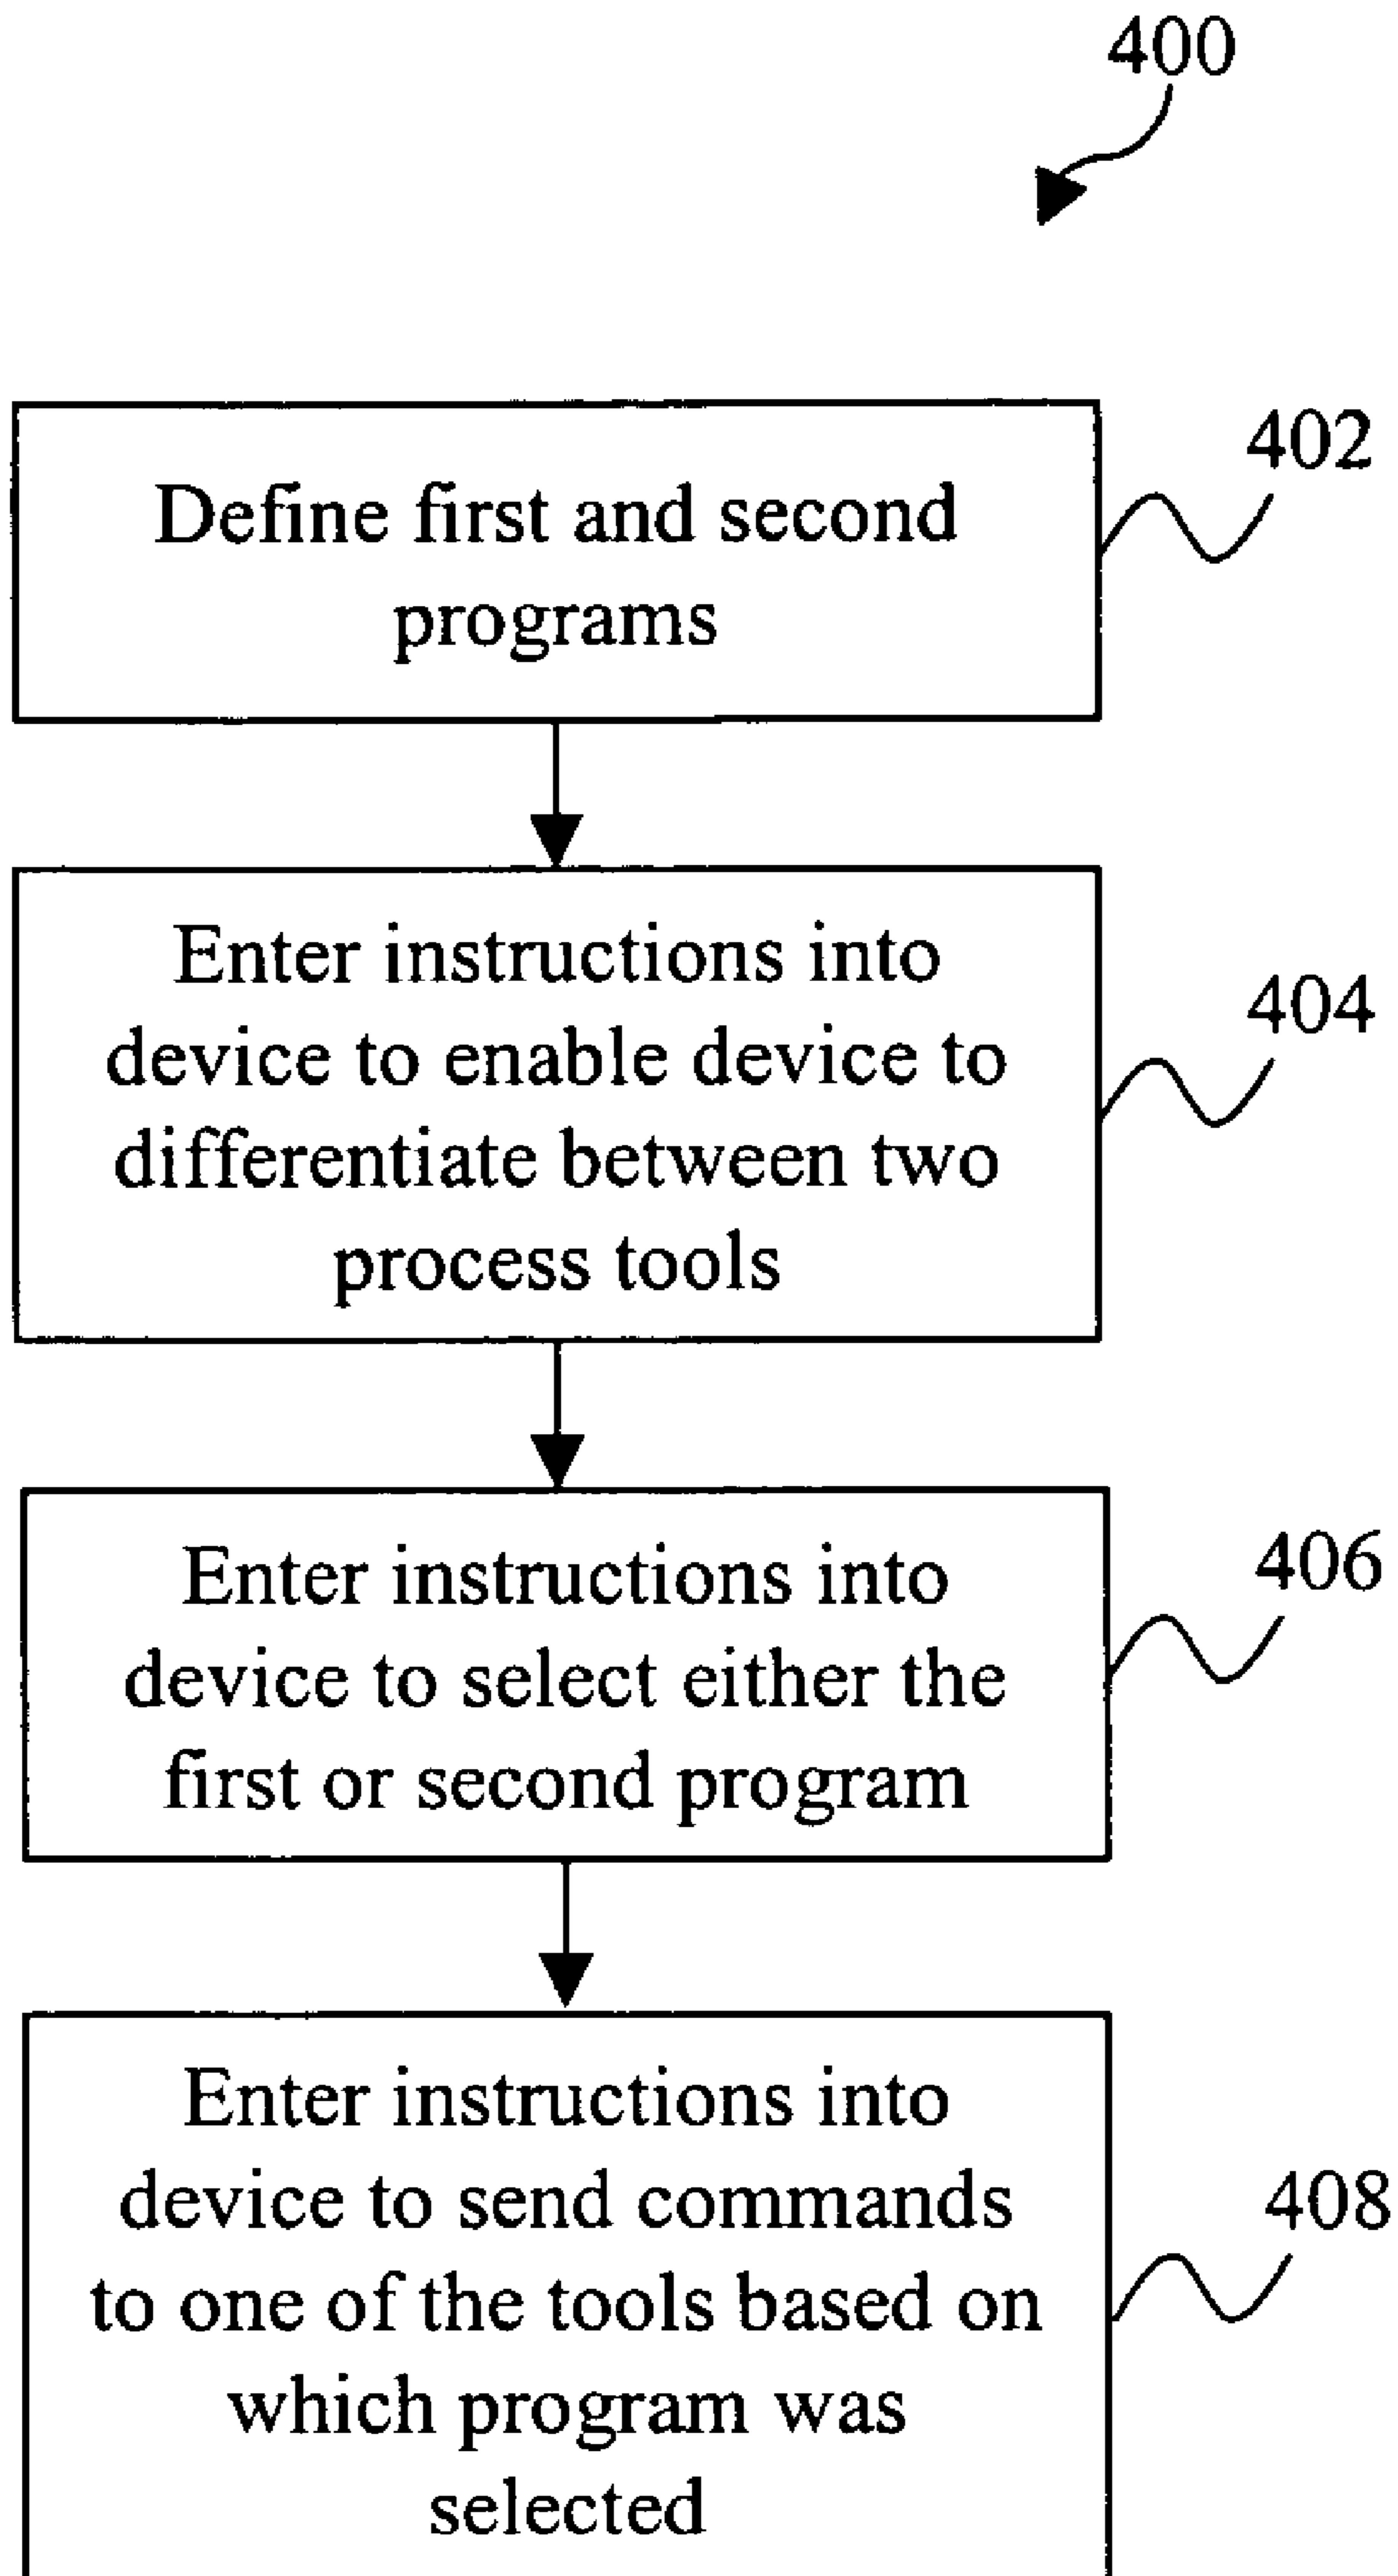 400
402
Define first and second
programs
404
Enter instructions into
device to enable device to
differentiate between two
process tools
406
Enter instructions into
device to select either the
first or second program
408
Enter instructions into
device to send commands
to one of the tools based on
which program was
selected